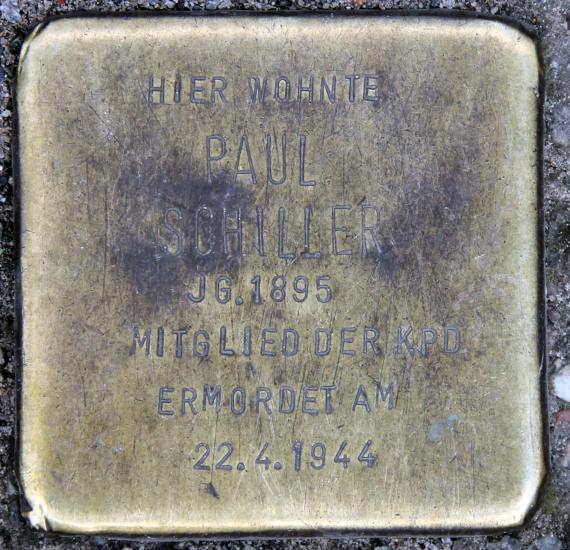 HIER WOHNTE
PAUL
SCHILLER
JG.1895
MITGLIED DER KPD
ERMORDET AM
22.4.1944